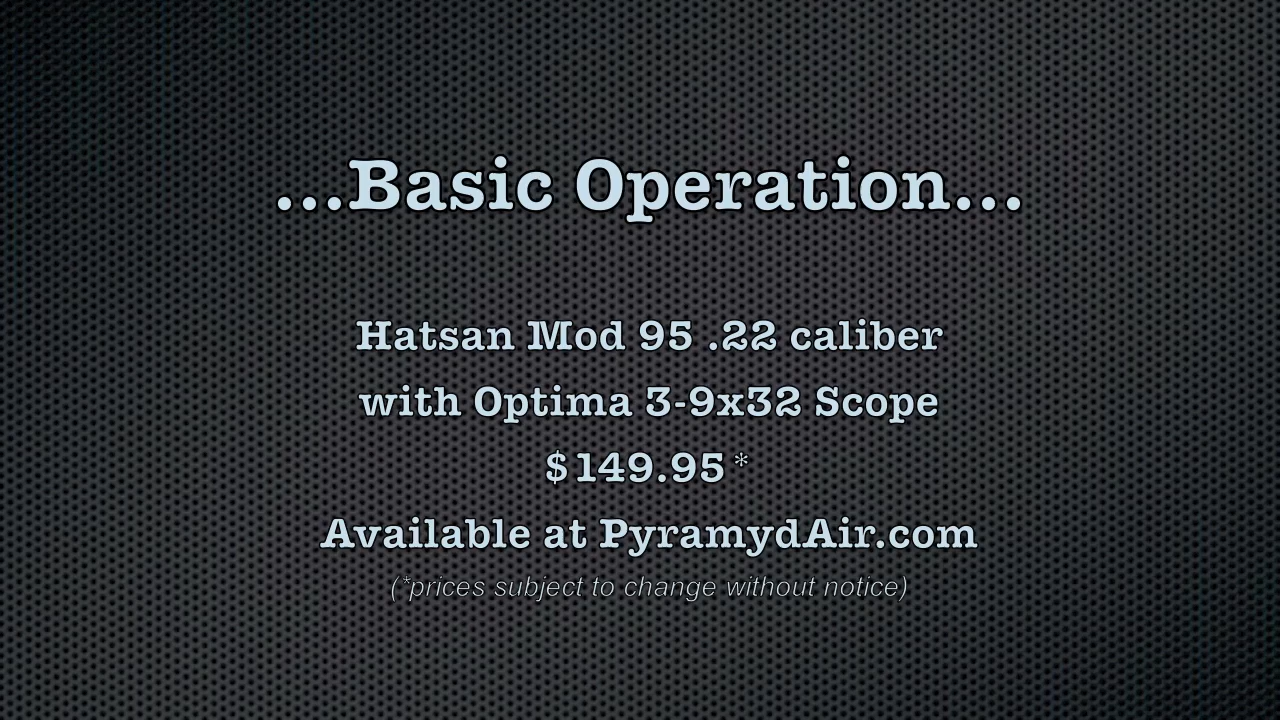 ...Basic Operation...
Hatsan Mod 95 .22 caliber
with Optima 3-9x32 Scope
$149.95*
Available at PyramydAir.com
(*prices subject to change without notice)